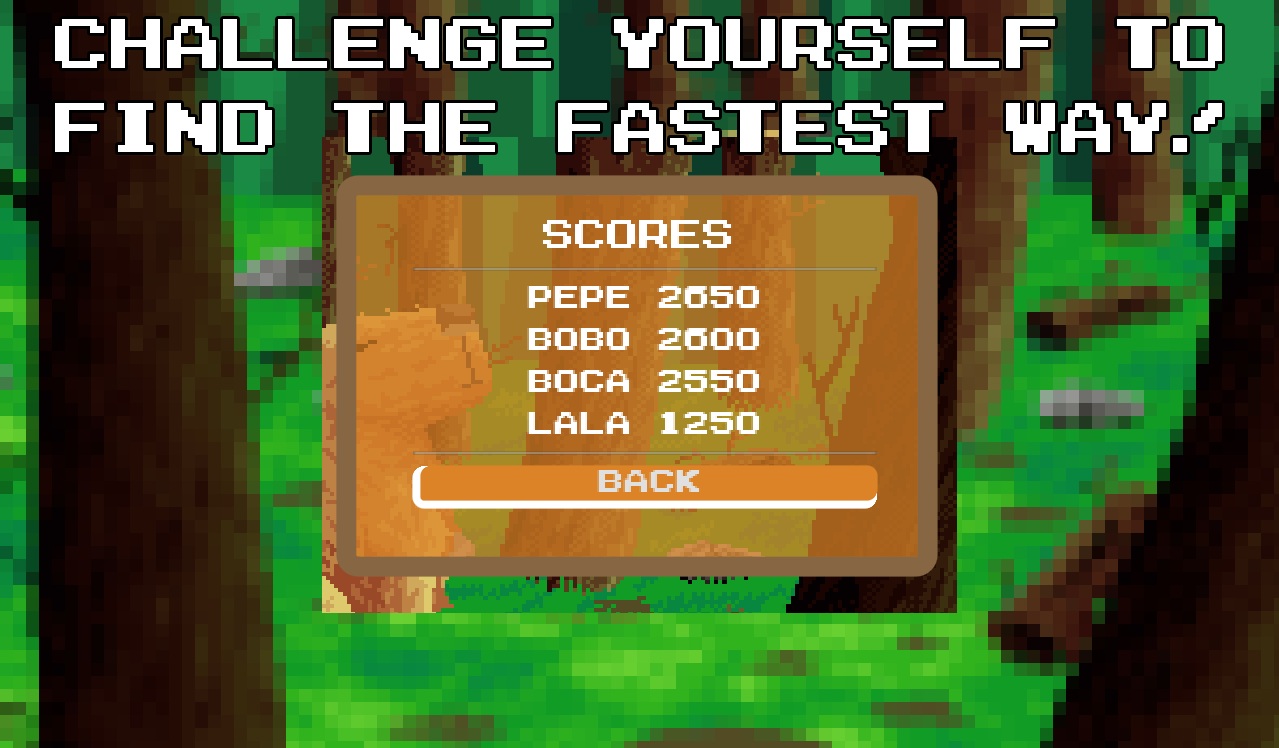 CHALLENGE YOURSELF TO
FIND THE FASTEST WAY!
SCORES
PEPE 2650
BOBO 2600
BOCA 2550
LALA 1250
BACK